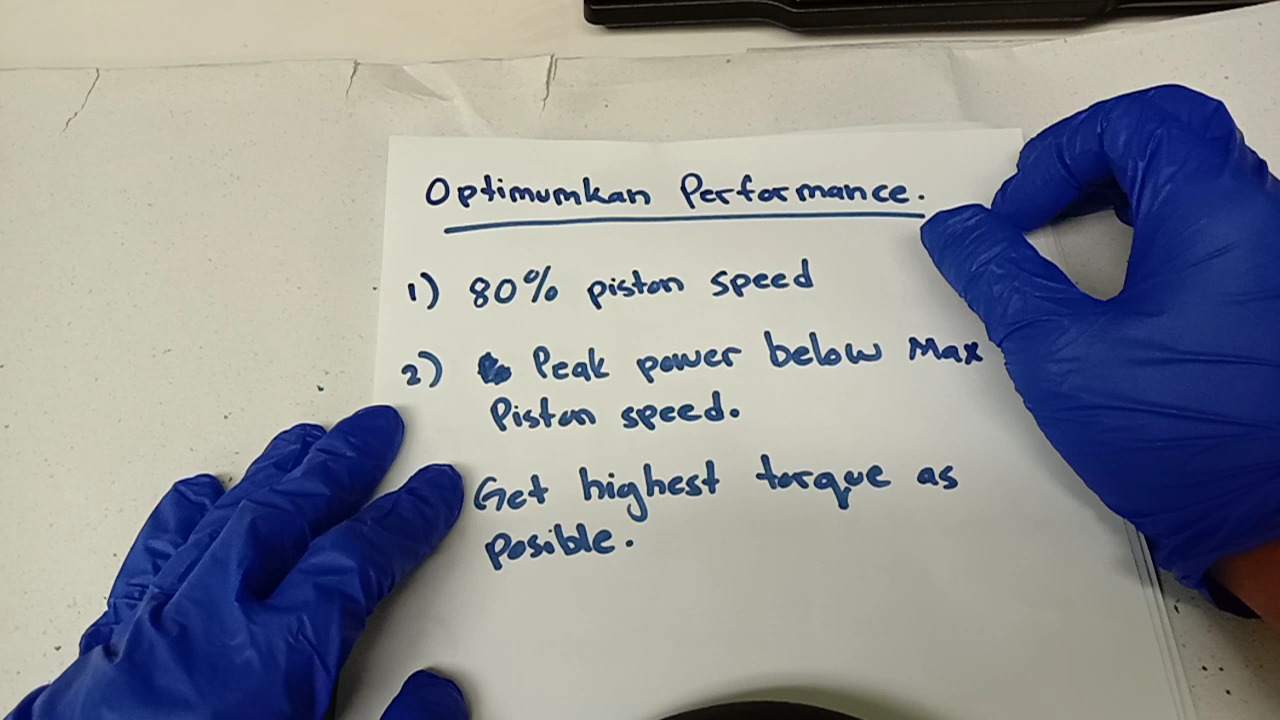 Optimumkan Performance.
1) 80% piston speed
2) Peak power below Max
Piston speed.
Get highest torque as
posible.